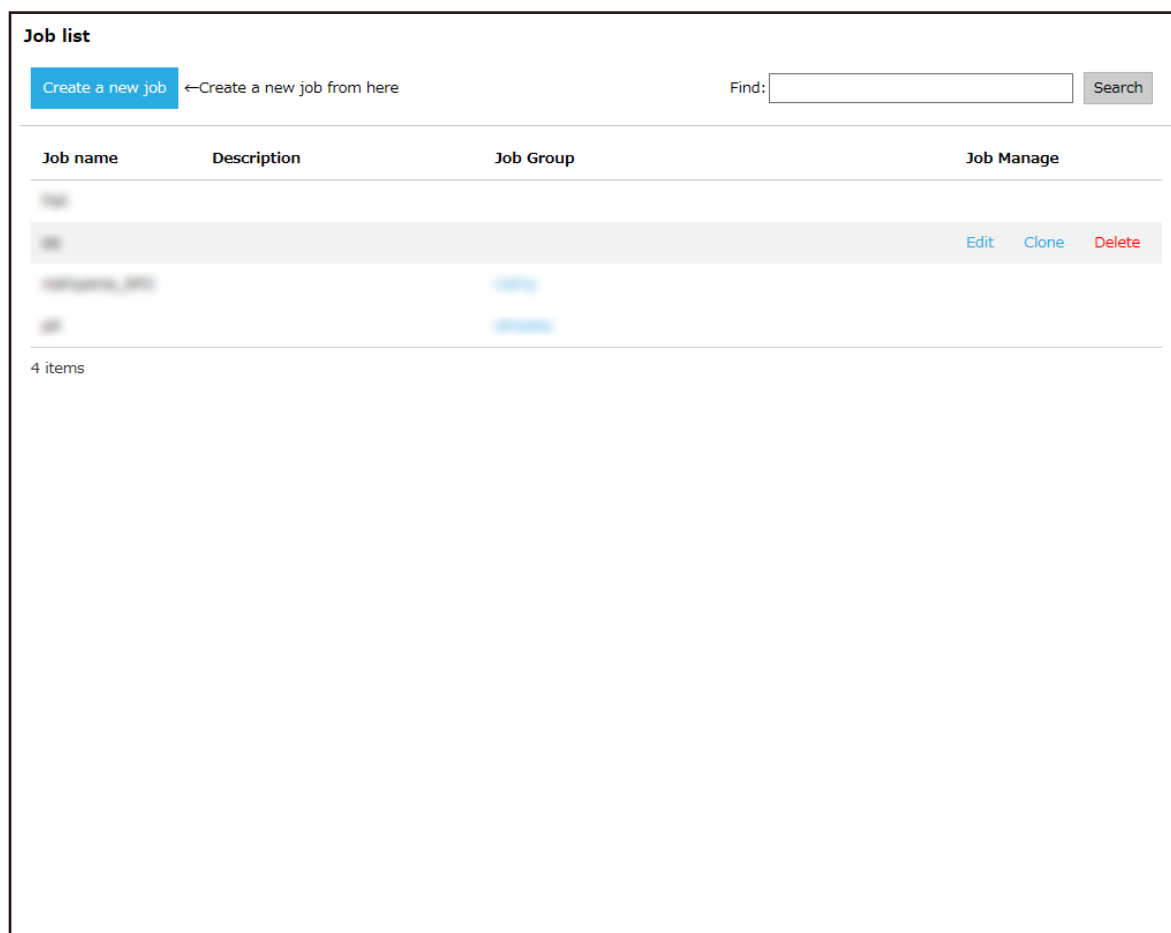 Job list
Create a new job ←Create a new job from here Find: Search
Job name Description Job Group Job Manage
Edit Clone Delete
4 items